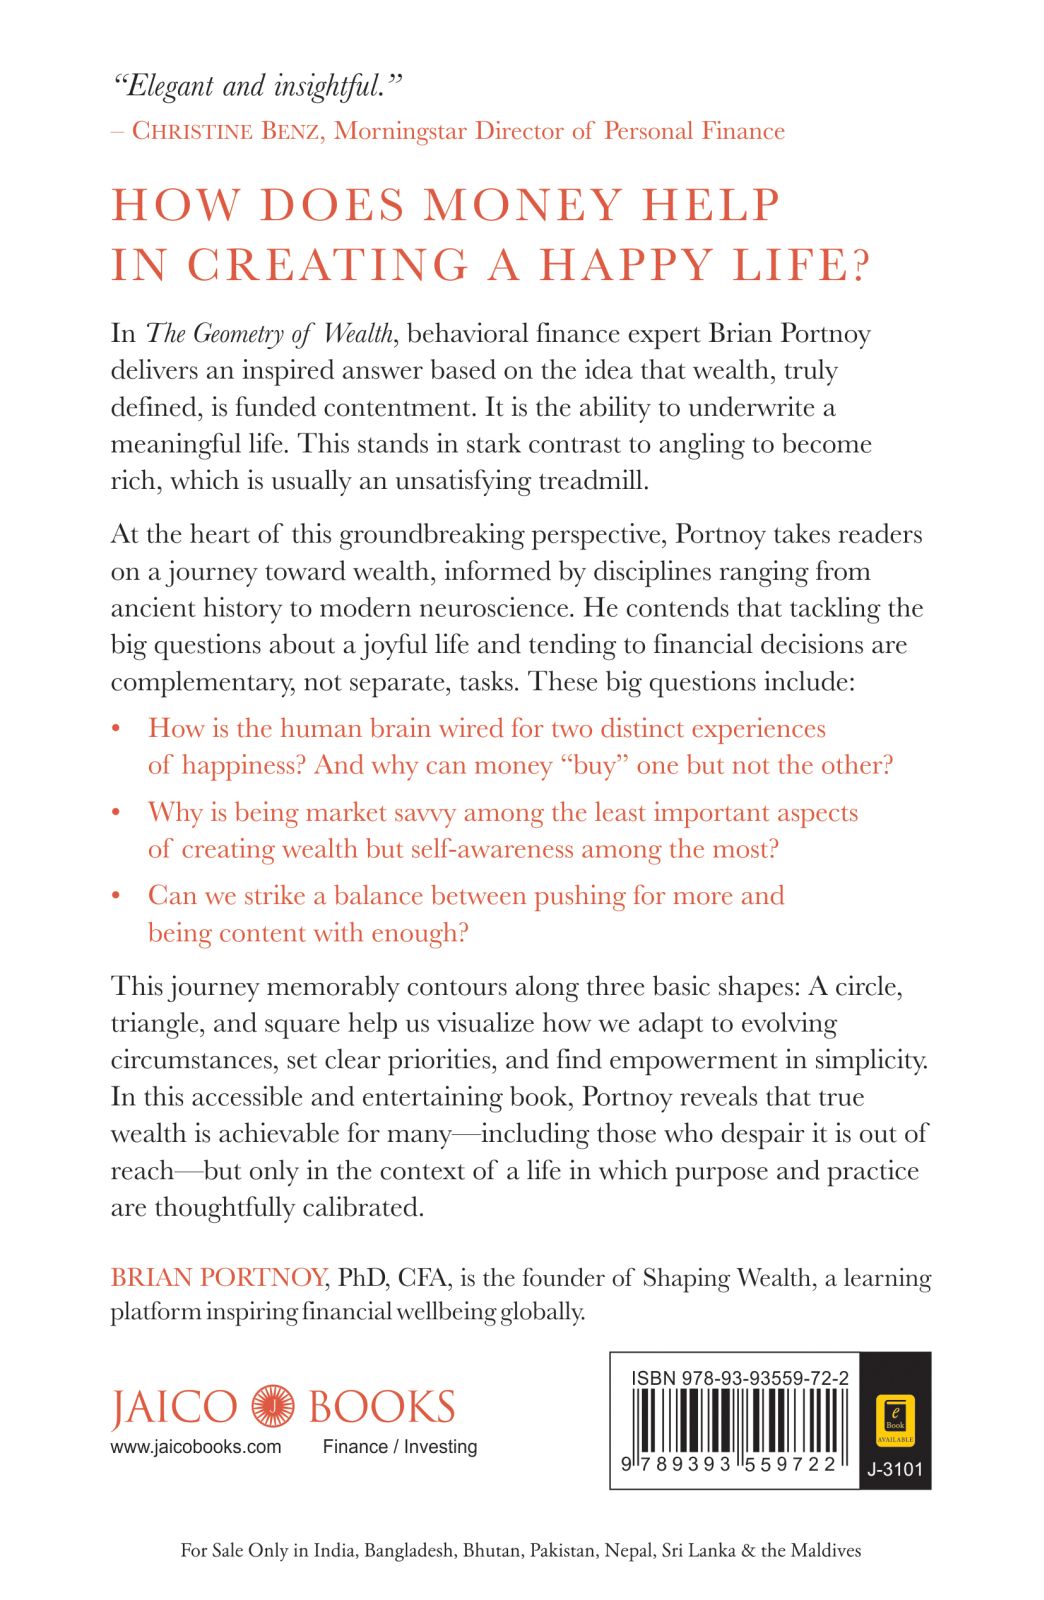 “Elegant and insightful.”
– CHRISTINE BENZ, Morningstar Director of Personal Finance
HOW DOES MONEY HELP
IN CREATING A HAPPY LIFE?
In The Geometry of Wealth, behavioral finance expert Brian Portnoy
delivers an inspired answer based on the idea that wealth, truly
defined, is funded contentment. It is the ability to underwrite a
meaningful life. This stands in stark contrast to angling to become
rich, which is usually an unsatisfying treadmill.
At the heart of this groundbreaking perspective, Portnoy takes readers
on a journey toward wealth, informed by disciplines ranging from
ancient history to modern neuroscience. He contends that tackling the
big questions about a joyful life and tending to financial decisions are
complementary, not separate, tasks. These big questions include:
• How is the human brain wired for two distinct experiences
of happiness? And why can money “buy” one but not the other?
• Why is being market savvy among the least important aspects
of creating wealth but self-awareness among the most?
• Can we strike a balance between pushing for more and
being content with enough?
This journey memorably contours along three basic shapes: A circle,
triangle, and square help us visualize how we adapt to evolving
circumstances, set clear priorities, and find empowerment in simplicity.
In this accessible and entertaining book, Portnoy reveals that true
wealth is achievable for many—including those who despair it is out of
reach—but only in the context of a life in which purpose and practice
are thoughtfully calibrated.
BRIAN PORTNOY, PhD, CFA, is the founder of Shaping Wealth, a learning
platform inspiring financial wellbeing globally.
JAICO J BOOKS
www.jaicobooks.com Finance / Investing
ISBN 978-93-93559-72-2
9 789393 559722
e
Book
AVAILABLE
J-3101
For Sale Only in India, Bangladesh, Bhutan, Pakistan, Nepal, Sri Lanka & the Maldives